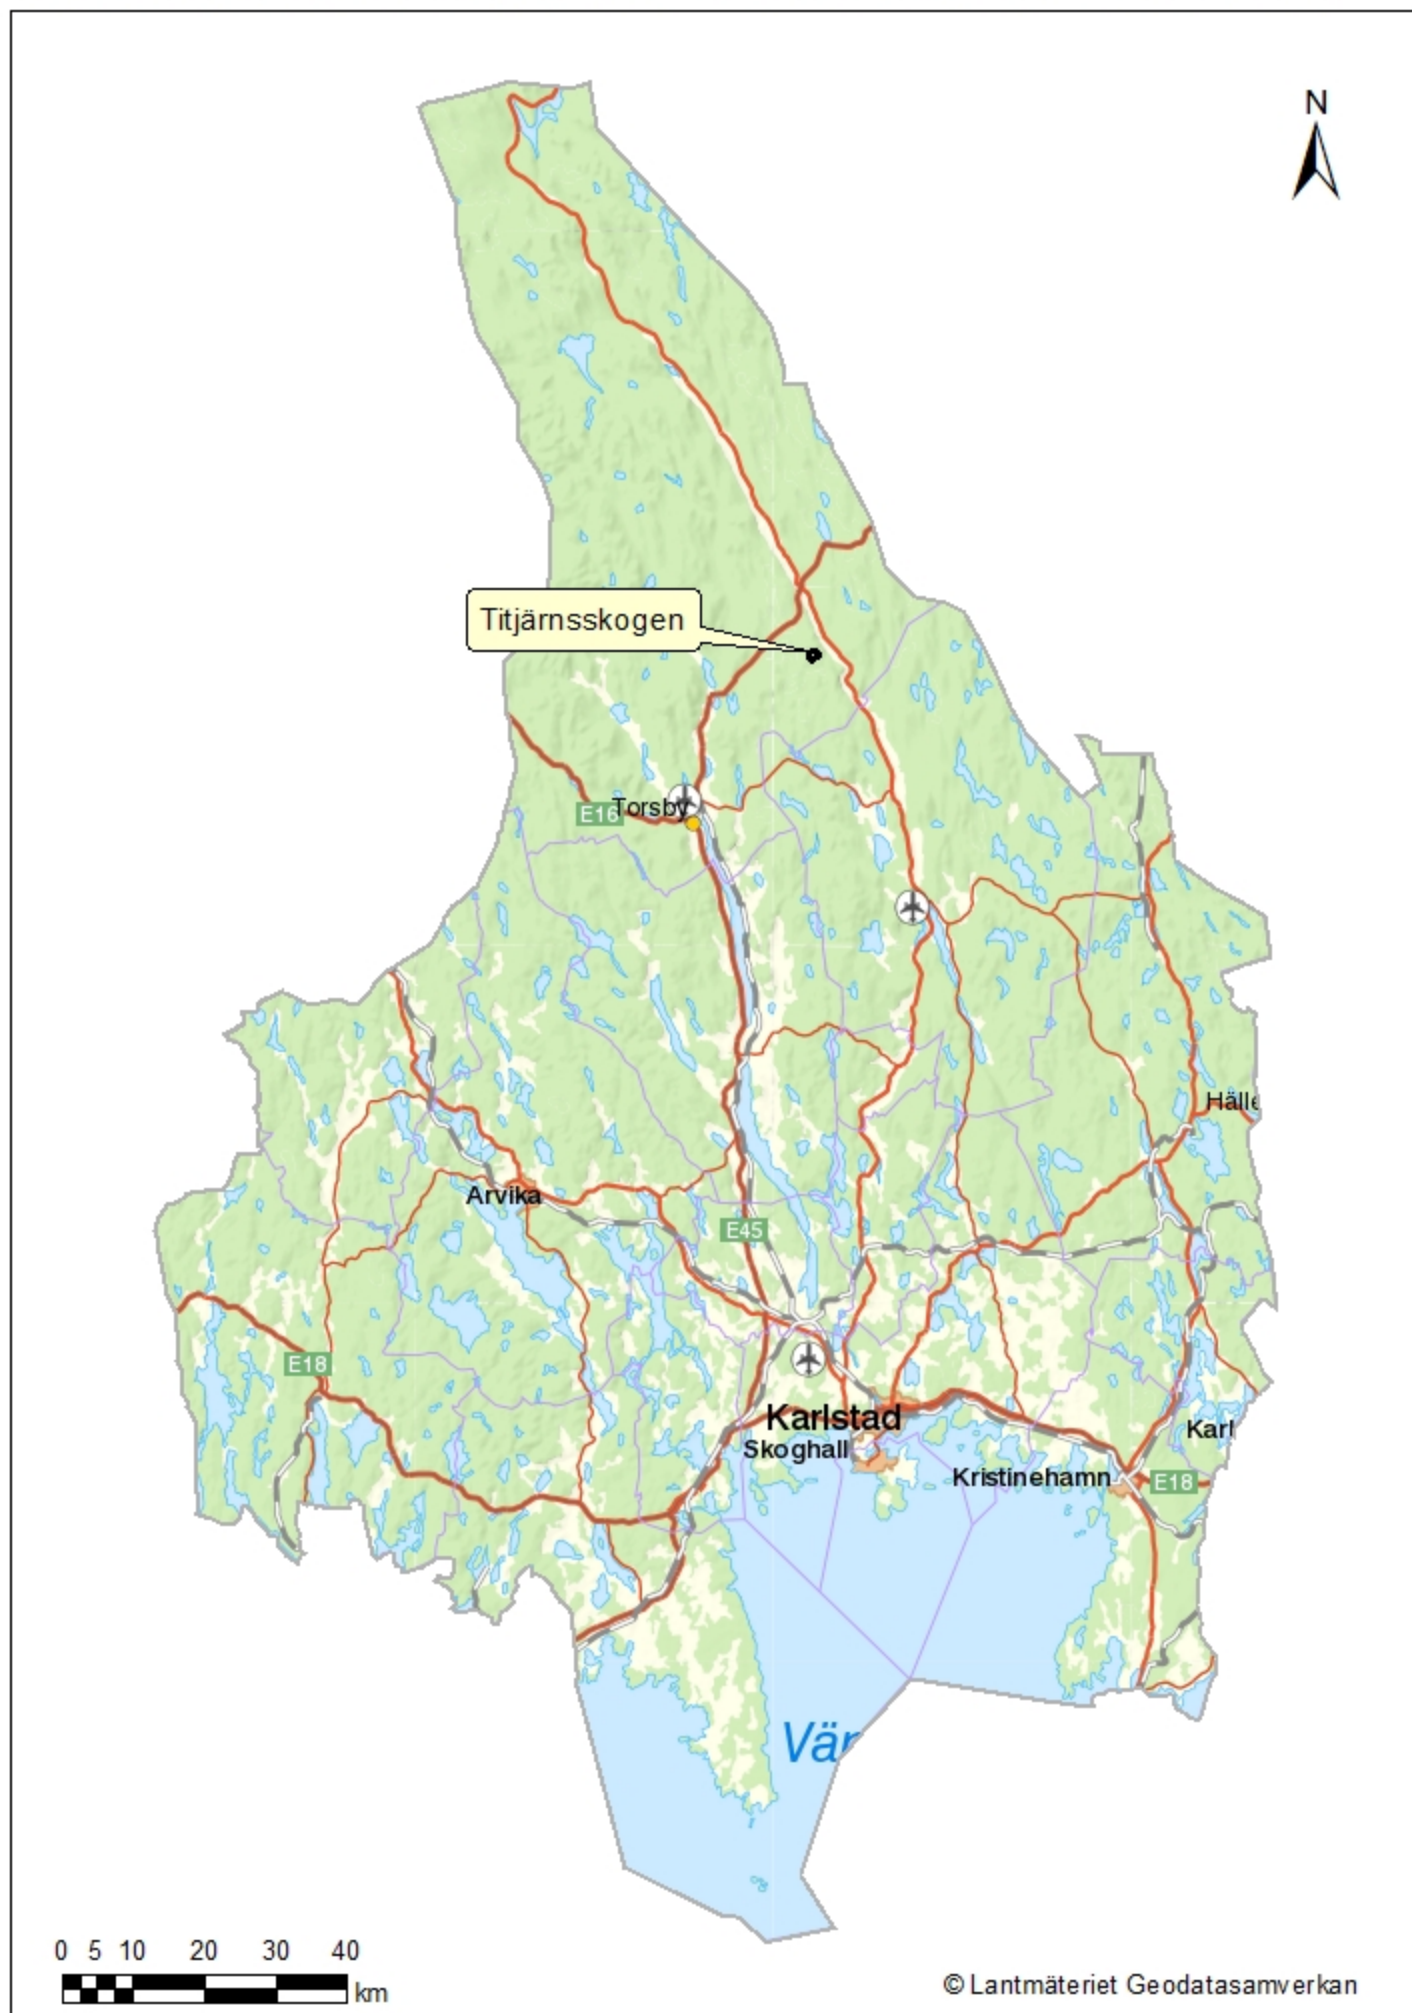 N
Titjärnsskogen
E16
Torsby
Hälle
Arvika
E45
E18
Karlstad
Karl
Skoghall
Kristinehamn
E18
Vär
0 5 10 20 30 40
km
© Lantmäteriet Geodatasamverkan